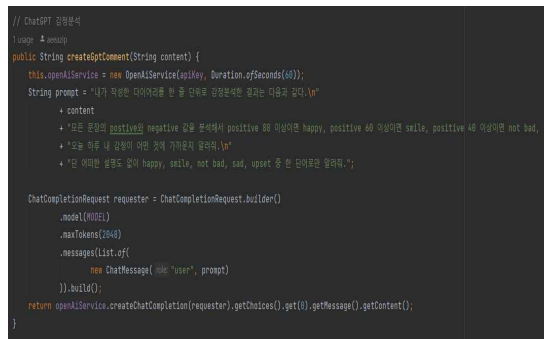 // ChatGPT 감정분석
1 usage aeeazip
public String createGptComment(String content) {
this.openAiService = new OpenAiService(apiKey, Duration.ofSeconds(60));
String prompt = "내가 작성한 다이어리를 한 줄 단위로 감정분석한 결과는 다음과 같다.\n"
+ content
+ "모든 문장의 postive와 negative 값을 분석해서 positive 80 이상이면 happy, positive 60 이상이면 smile, positive 40 이상이면 not bad,
+ "오늘 하루 내 감정이 어떤 것에 가까운지 알려줘.\n"
+ "단 어떠한 설명도 없이 happy, smile, not bad, sad, upset 중 한 단어로만 알려줘.";
ChatCompletionRequest requester = ChatCompletionRequest.builder()
.model(MODEL)
.maxTokens(2048)
.messages(List.of(
new ChatMessage( role: "user", prompt)
)).build();
return openAiService.createChatCompletion(requester).getChoices().get(0).getMessage().getContent();
}